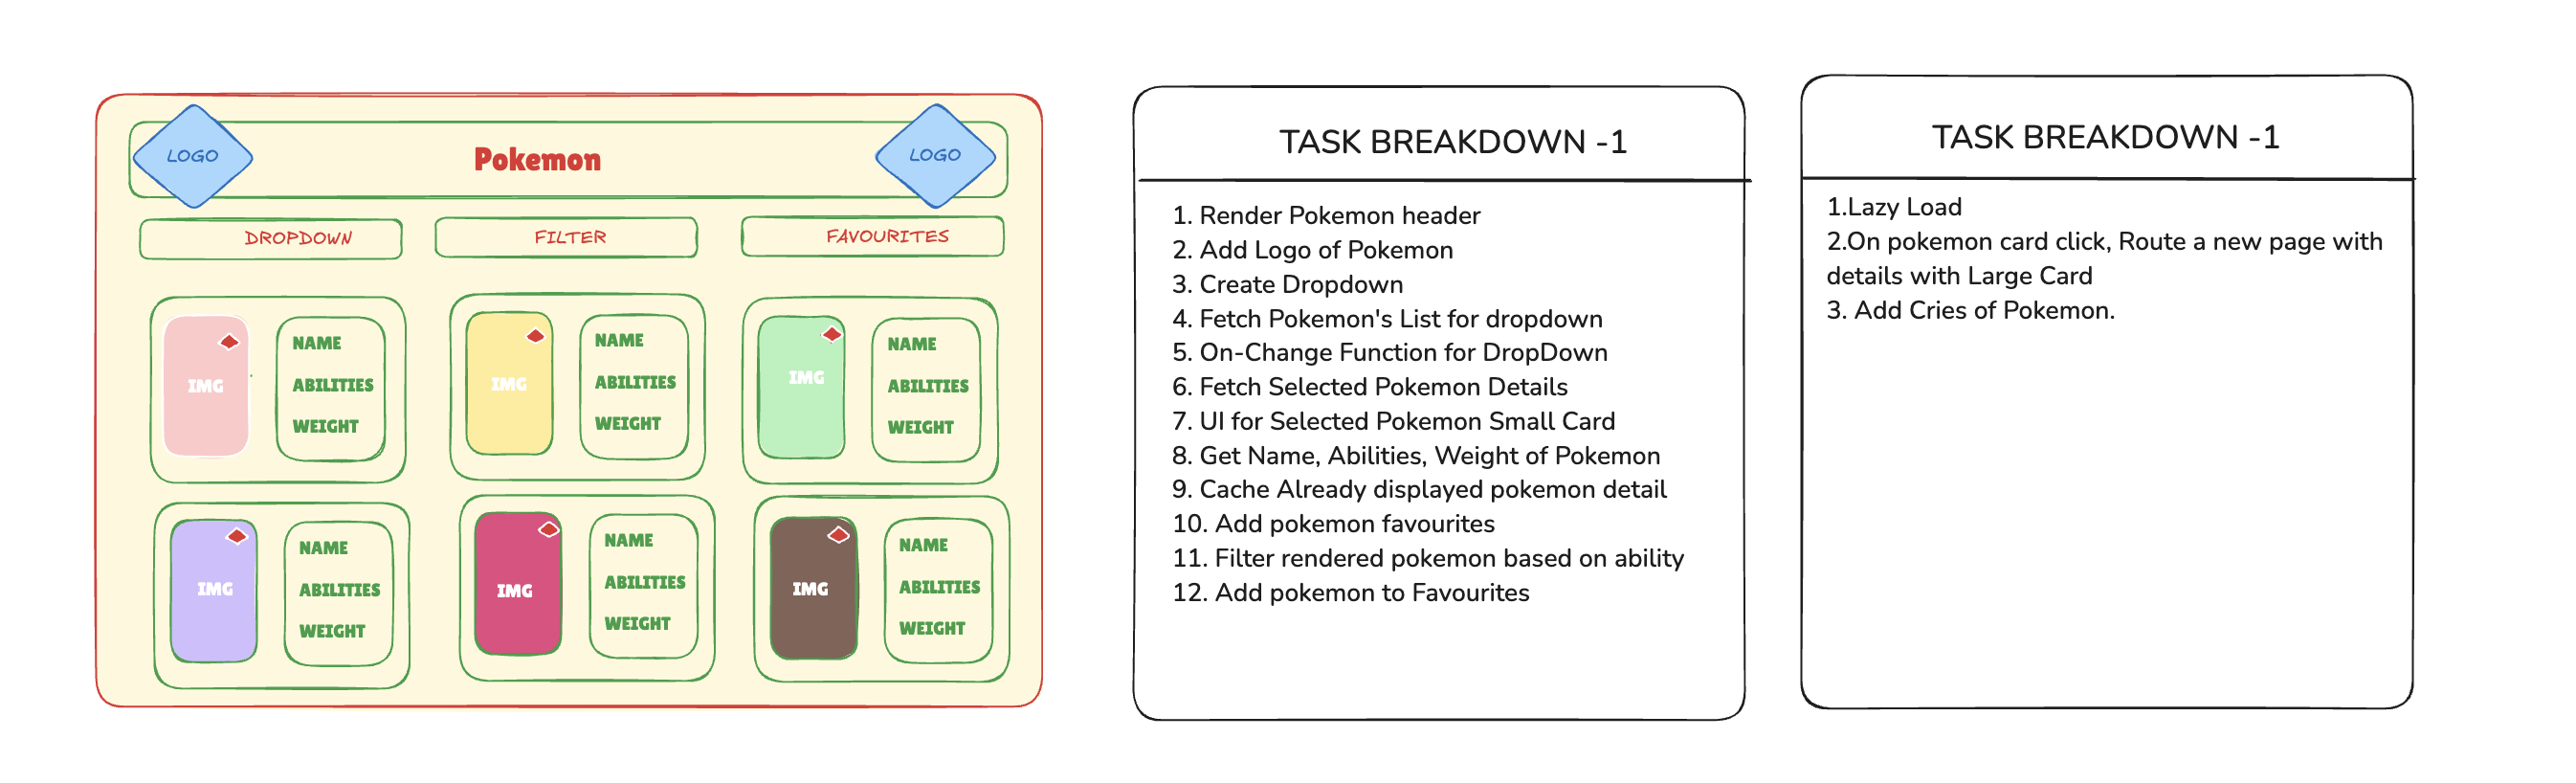 LOGO
Pokemon
LOGO
DROPDOWN
FILTER
FAVOURITES
IMG
NAME
ABILITIES
WEIGHT
IMG
NAME
ABILITIES
WEIGHT
IMG
NAME
ABILITIES
WEIGHT
IMG
NAME
ABILITIES
WEIGHT
IMG
NAME
ABILITIES
WEIGHT
IMG
NAME
ABILITIES
WEIGHT
TASK BREAKDOWN -1
1. Render Pokemon header
2. Add Logo of Pokemon
3. Create Dropdown
4. Fetch Pokemon's List for dropdown
5. On-Change Function for DropDown
6. Fetch Selected Pokemon Details
7. UI for Selected Pokemon Small Card
8. Get Name, Abilities, Weight of Pokemon
9. Cache Already displayed pokemon detail
10. Add pokemon favourites
11. Filter rendered pokemon based on ability
12. Add pokemon to Favourites
TASK BREAKDOWN -1
1.Lazy Load
2.On pokemon card click, Route a new page with
details with Large Card
3. Add Cries of Pokemon.